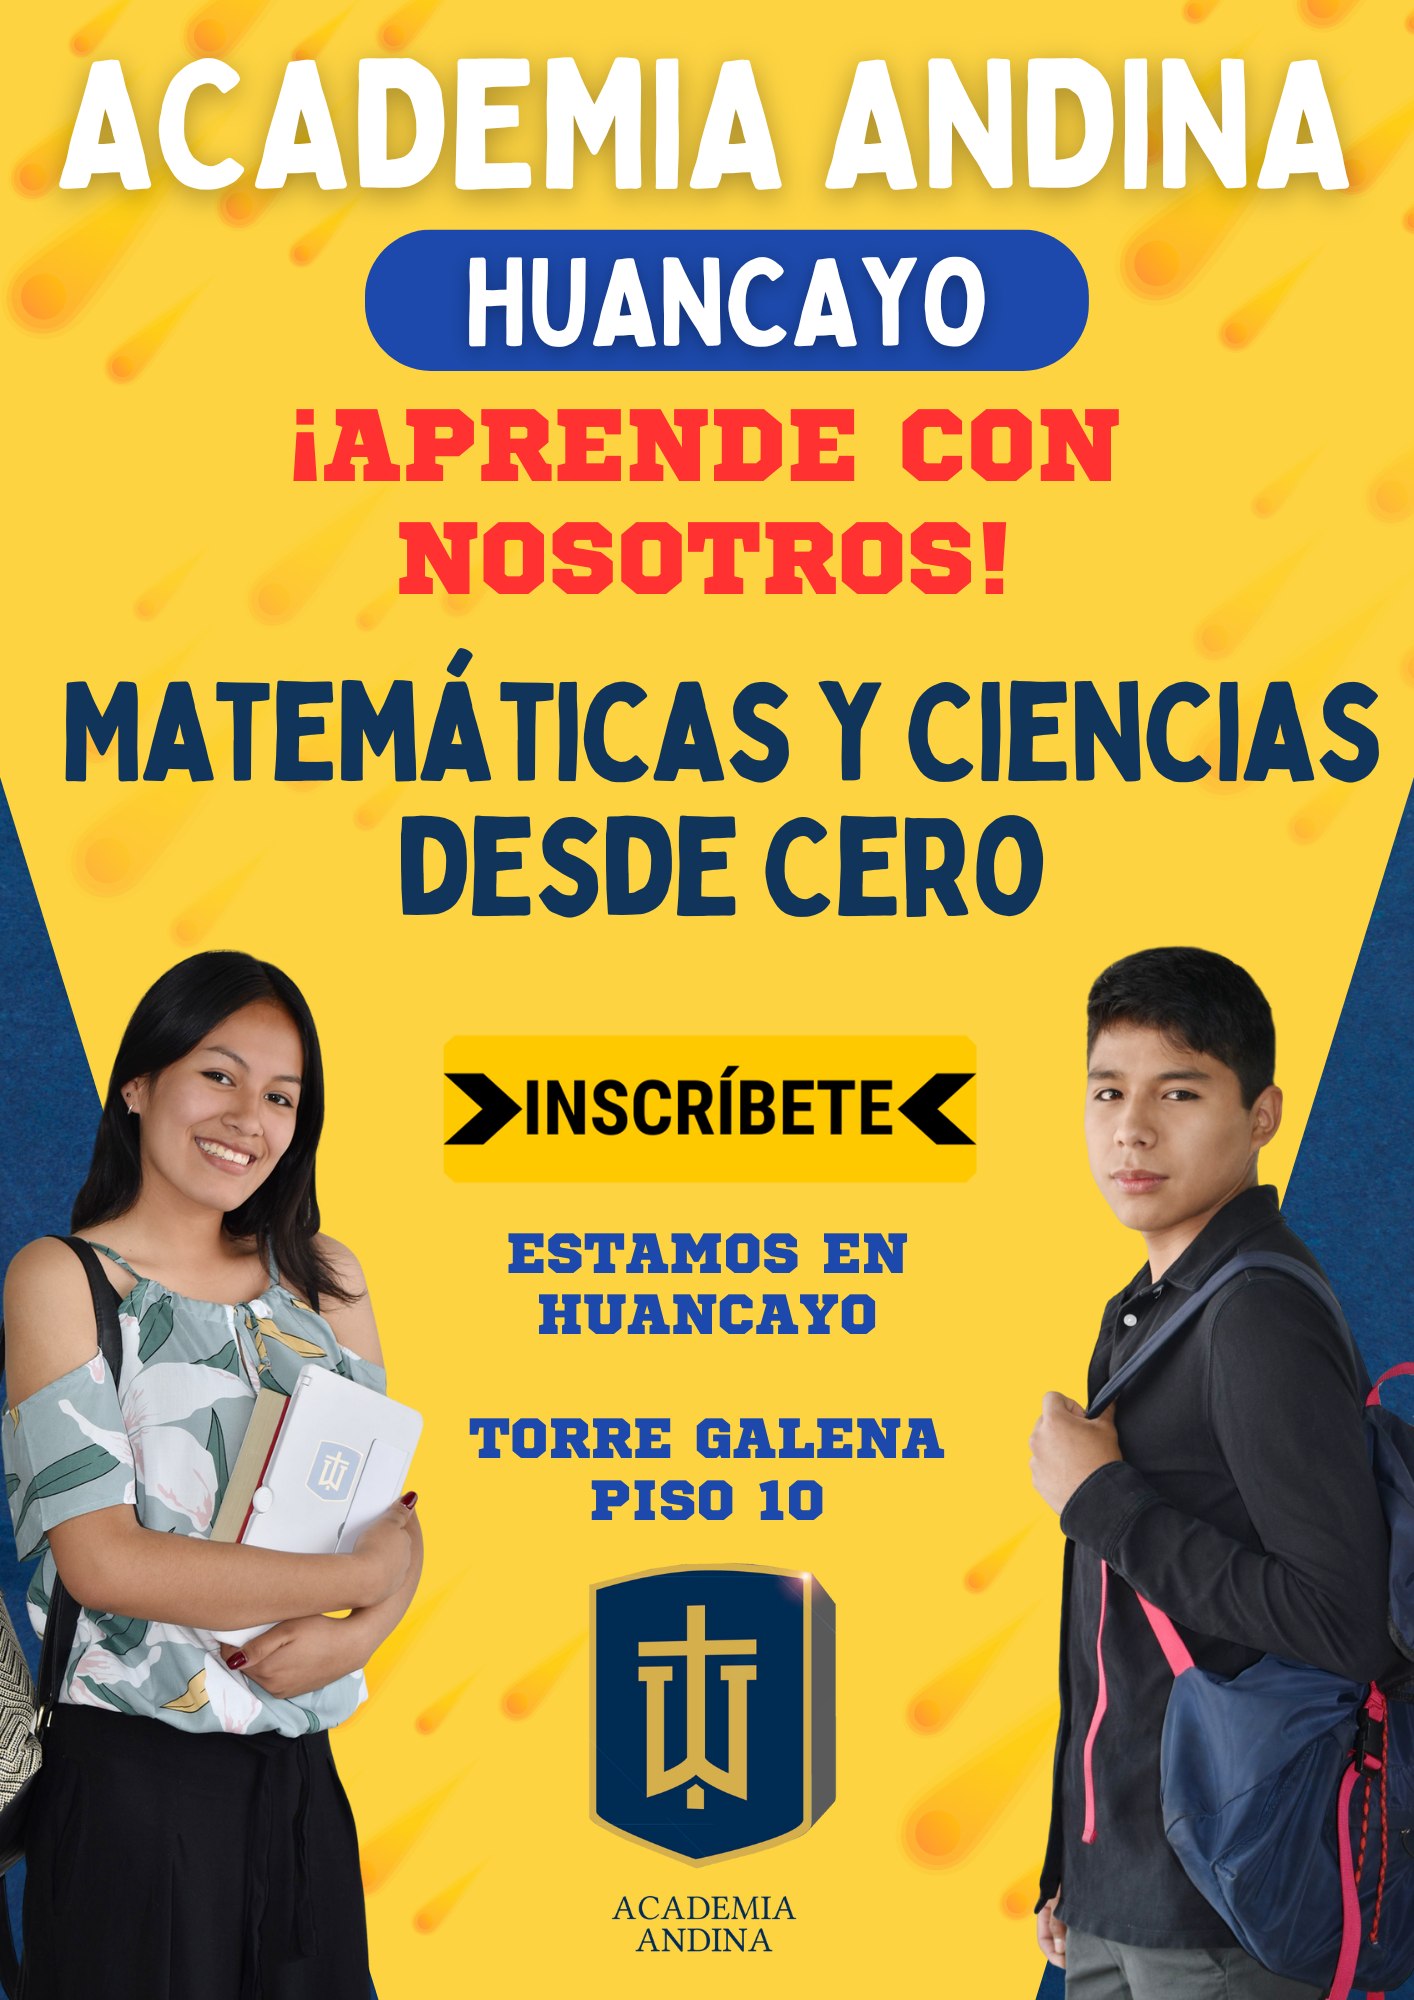 ACADEMIA ANDINA
HUANCAYO
¡APRENDE CON
NOSOTROS!
MATEMÁTICAS Y CIENCIAS
DESDE CERO
INSCRÍBETE
ESTAMOS EN
HUANCAYO
TORRE GALENA
PISO 10
ACADEMIA
ANDINA